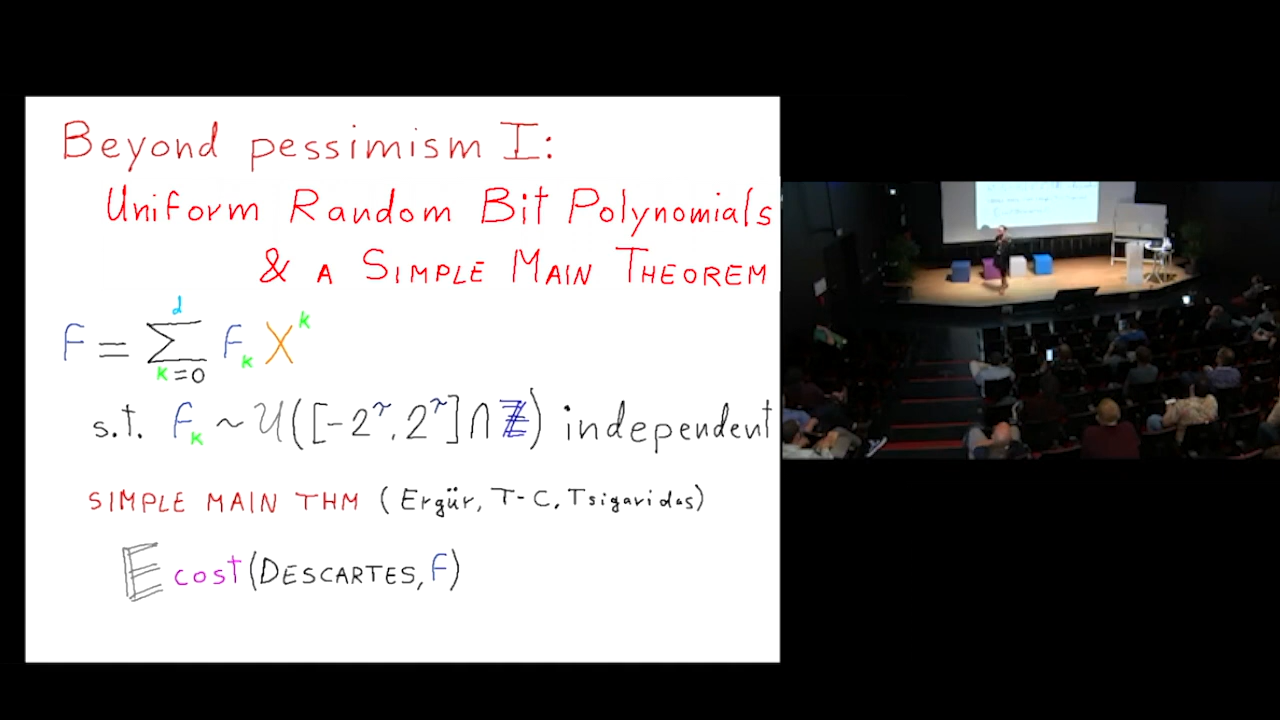 Beyond pessimism I:
Uniform Random Bit Polynomials
& A SIMPLE MAIN THEOREM
F = ∑_{k=0}^{d} F_k X^k
s.t. F_k ~ U([-2^τ, 2^τ] ∩ ℤ) independent
SIMPLE MAIN THM (Ergür, T-C, Tsigaridas)
𝔼 cost(DESCARTES, F)